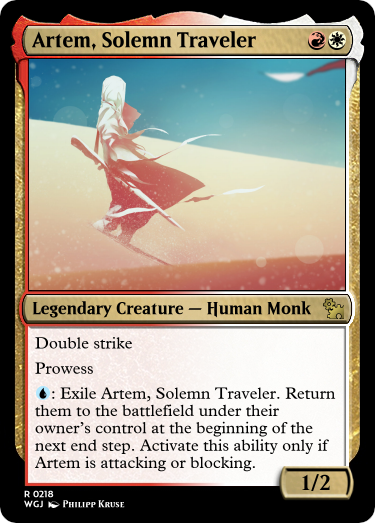 Artem, Solemn Traveler
Legendary Creature — Human Monk
Double strike
Prowess
: Exile Artem, Solemn Traveler. Return
them to the battlefield under their
owner's control at the beginning of the
next end step. Activate this ability only if
Artem is attacking or blocking.
1/2
R 0218
WGJ Philipp Kruse